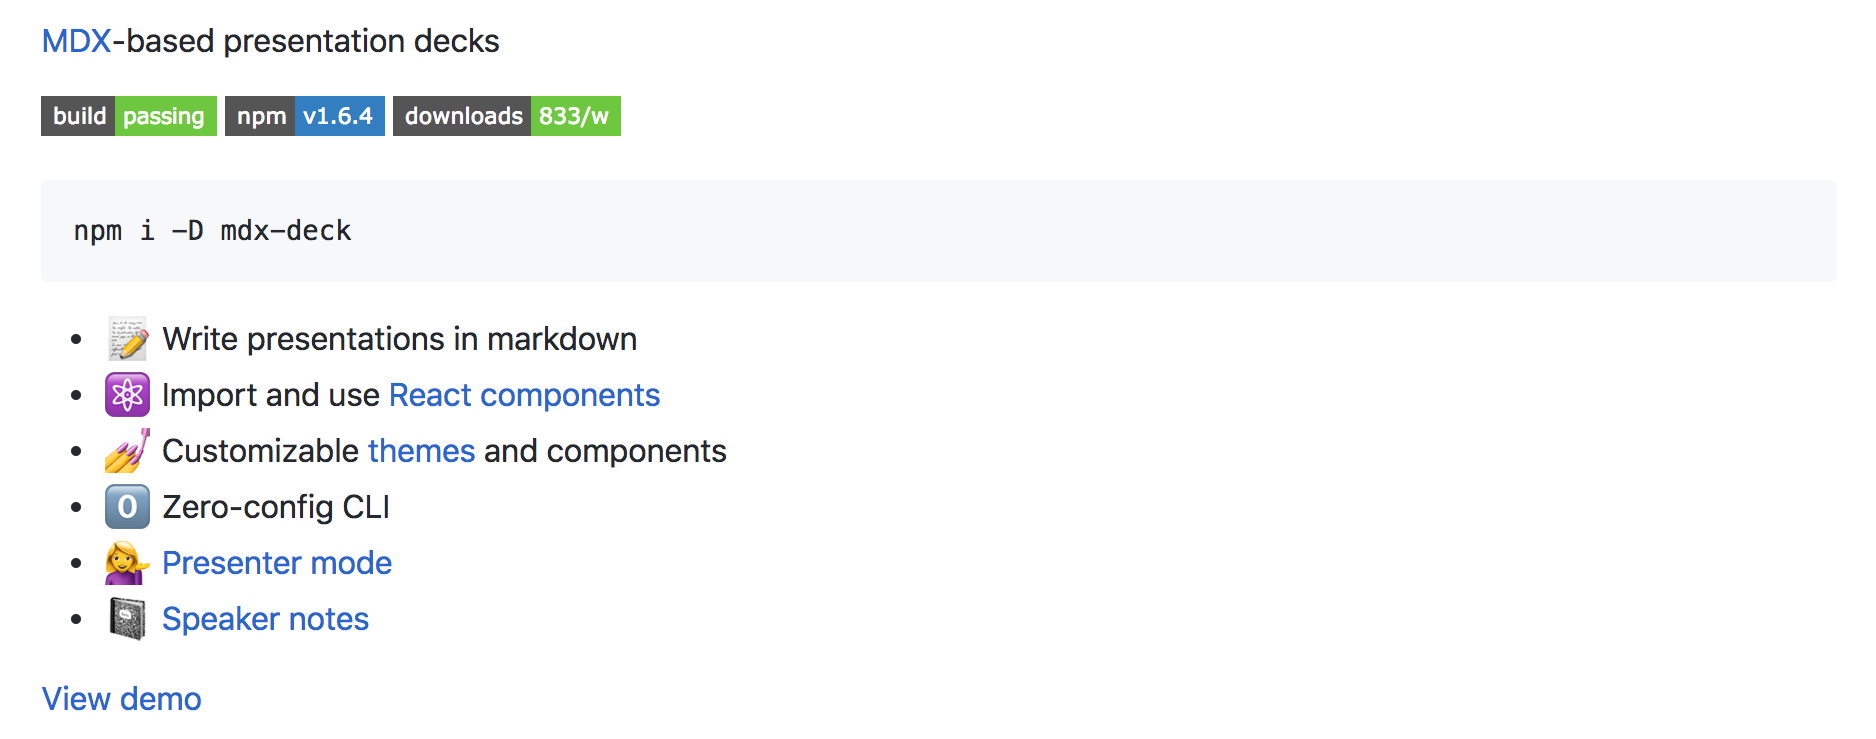 MDX-based presentation decks
build passing npm v1.6.4 downloads 833/w
npm i -D mdx-deck
Write presentations in markdown
Import and use React components
Customizable themes and components
0 Zero-config CLI
Presenter mode
Speaker notes
View demo